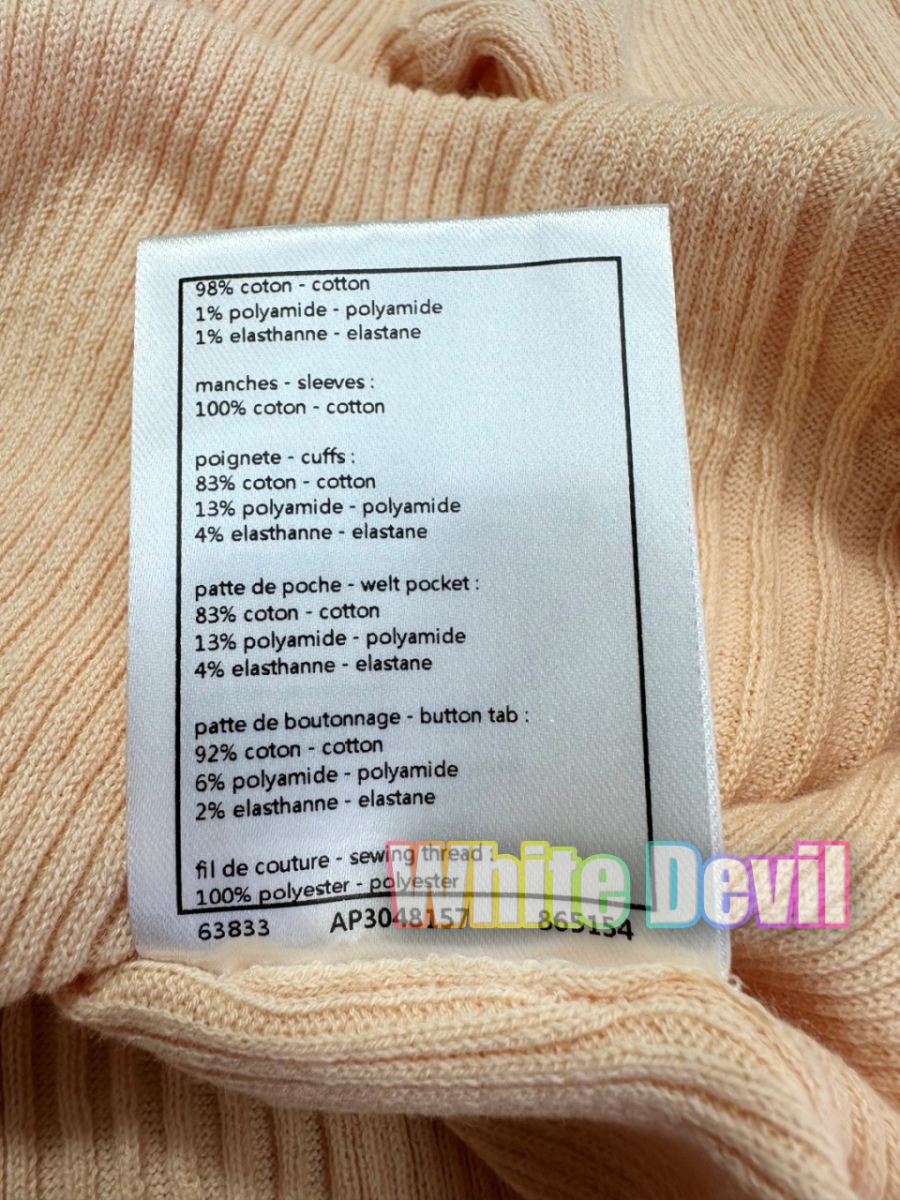 98% coton - cotton
1% polyamide - polyamide
1% elasthanne - elastane
manches - sleeves :
100% coton - cotton
poignete - cuffs :
83% coton - cotton
13% polyamide - polyamide
4% elasthanne - elastane
patte de poche - welt pocket :
83% coton - cotton
13% polyamide - polyamide
4% elasthanne - elastane
patte de boutonnage - button tab :
92% coton - cotton
6% polyamide - polyamide
2% elasthanne - elastane
fil de couture - sewing thread :
100% polyester - polyester
White Devil
63833 AP3048157 865154